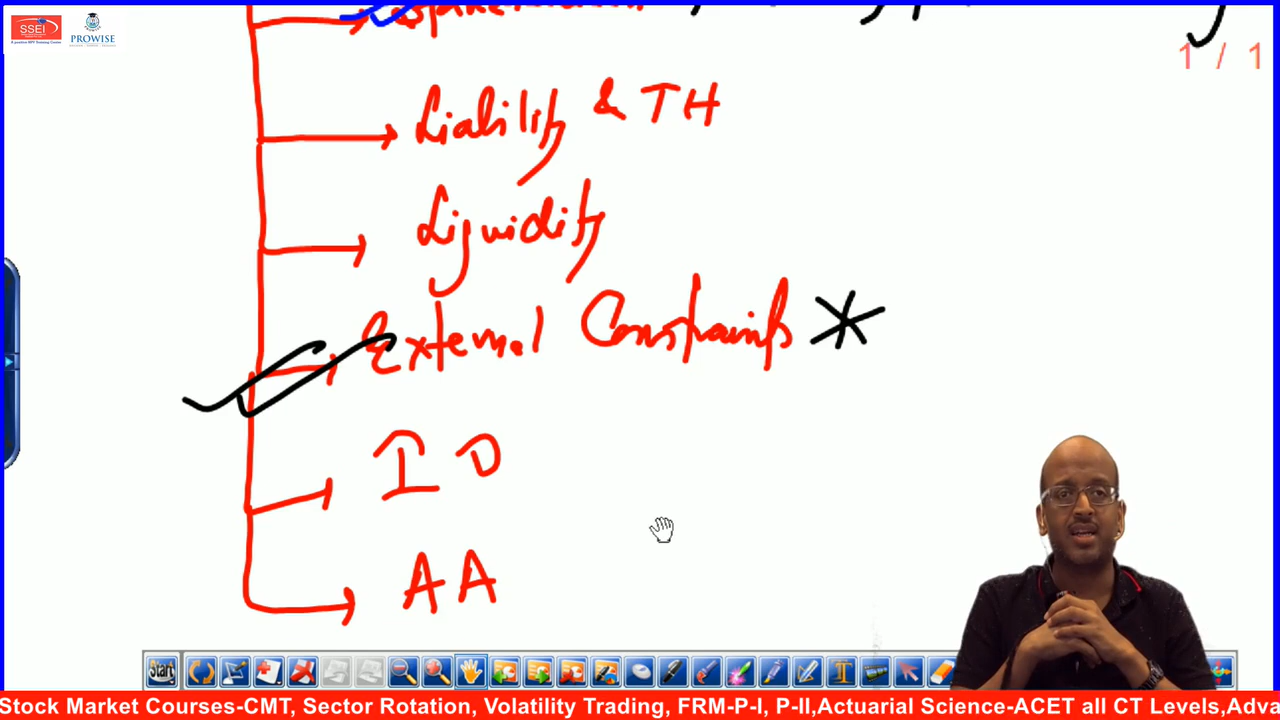 SSEI
PROWISE
1 / 1
Liability & TH
Liquidity
External Constraints *
I O
AA
Start
Stock Market Courses-CMT, Sector Rotation, Volatility Trading, FRM-P-I, P-II,Actuarial Science-ACET all CT Levels,Adva